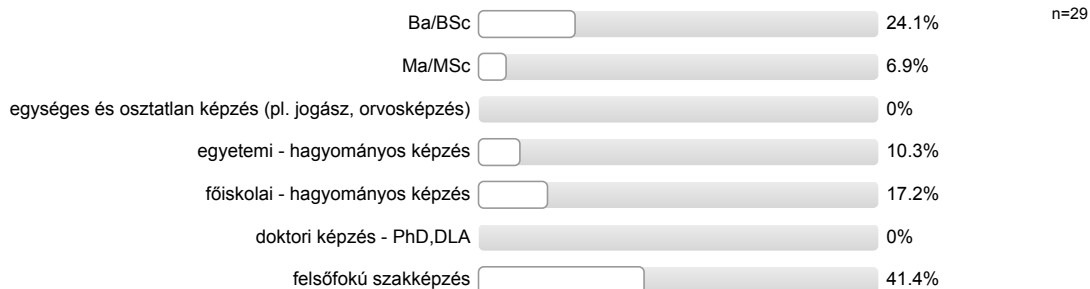 Ba/BSc 24.1% n=29
Ma/MSc 6.9%
egységes és osztatlan képzés (pl. jogász, orvosképzés) 0%
egyetemi - hagyományos képzés 10.3%
főiskolai - hagyományos képzés 17.2%
doktori képzés - PhD,DLA 0%
felsőfokú szakképzés 41.4%